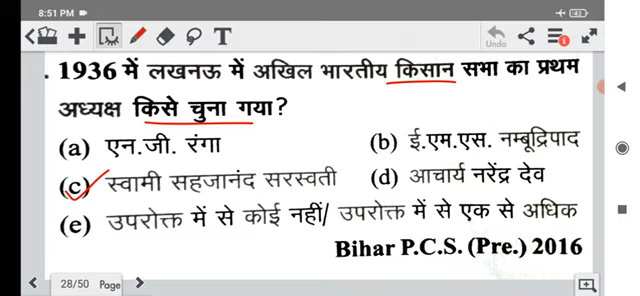 8:51 PM
43
T
Undo
. 1936 में लखनऊ में अखिल भारतीय किसान सभा का प्रथम
अध्यक्ष किसे चुना गया?
(a) एन.जी. रंगा (b) ई.एम.एस. नम्बूद्रिपाद
(c) स्वामी सहजानंद सरस्वती (d) आचार्य नरेंद्र देव
(e) उपरोक्त में से कोई नहीं/ उपरोक्त में से एक से अधिक
Bihar P.C.S. (Pre.) 2016
28/50 Page